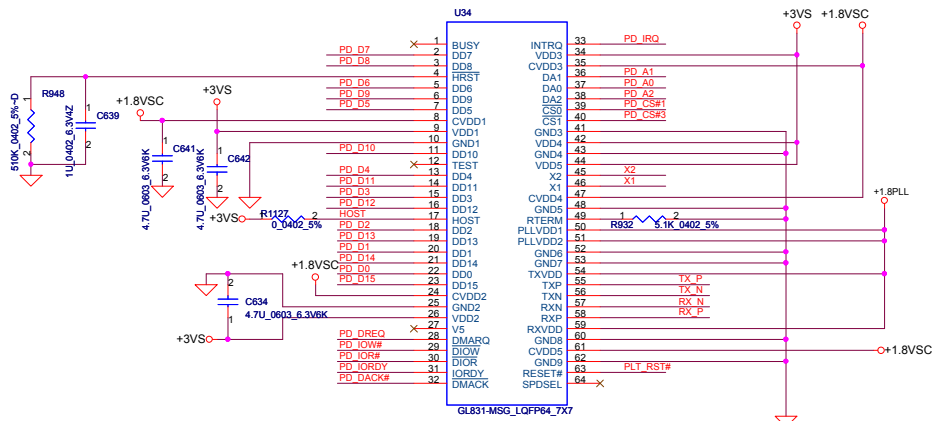 U34
+3VS
+1.8VSC
1 BUSY
PD_D7 2 DD7
PD_D8 3 DD8
4 HRST
PD_D6 5 DD6
PD_D9 6 DD9
PD_D5 7 DD5
8 CVDD1
9 VDD1
10 GND1
PD_D10 11 DD10
12 TEST
PD_D4 13 DD4
PD_D11 14 DD11
PD_D3 15 DD3
PD_D12 16 DD12
HOST 17 HOST
PD_D2 18 DD2
PD_D13 19 DD13
PD_D1 20 DD1
PD_D14 21 DD14
PD_D0 22 DD0
PD_D15 23 DD15
24 CVDD2
25 GND2
26 VDD2
27 V5
PD_DREQ 28 DMARQ
PD_IOW# 29 DIOW
PD_IOR# 30 DIOR
PD_IORDY 31 IORDY
PD_DACK# 32 DMACK
INTRQ 33 PD_IRQ
VDD3 34
CVDD3 35
DA1 36 PD_A1
DA0 37 PD_A0
DA2 38 PD_A2
CS0 39 PD_CS#1
CS1 40 PD_CS#3
GND3 41
VDD4 42
GND4 43
VDD5 44
X2 45 X2
X1 46 X1
CVDD4 47
GND5 48
RTERM 49
PLLVDD1 50
PLLVDD2 51
GND6 52
GND7 53
TXVDD 54
TXP 55 TX_P
TXN 56 TX_N
RXN 57 RX_N
RXP 58 RX_P
RXVDD 59
GND8 60
CVDD5 61
GND9 62
RESET# 63 PLT_RST#
SPDSEL 64
GL831-MSG_LQFP64_7X7
1
R948
2
510K_0402_5%~D
1
C639
2
1U_0402_6.3V4Z
+1.8VSC
+3VS
1
C641
2
4.7U_0603_6.3V6K
1
C642
2
4.7U_0603_6.3V6K
+3VS
R1127
2
0_0402_5%
+1.8VSC
2
C634
4.7U_0603_6.3V6K
1
+3VS
+1.8PLL
1 2
R932 5.1K_0402_5%
+1.8VSC